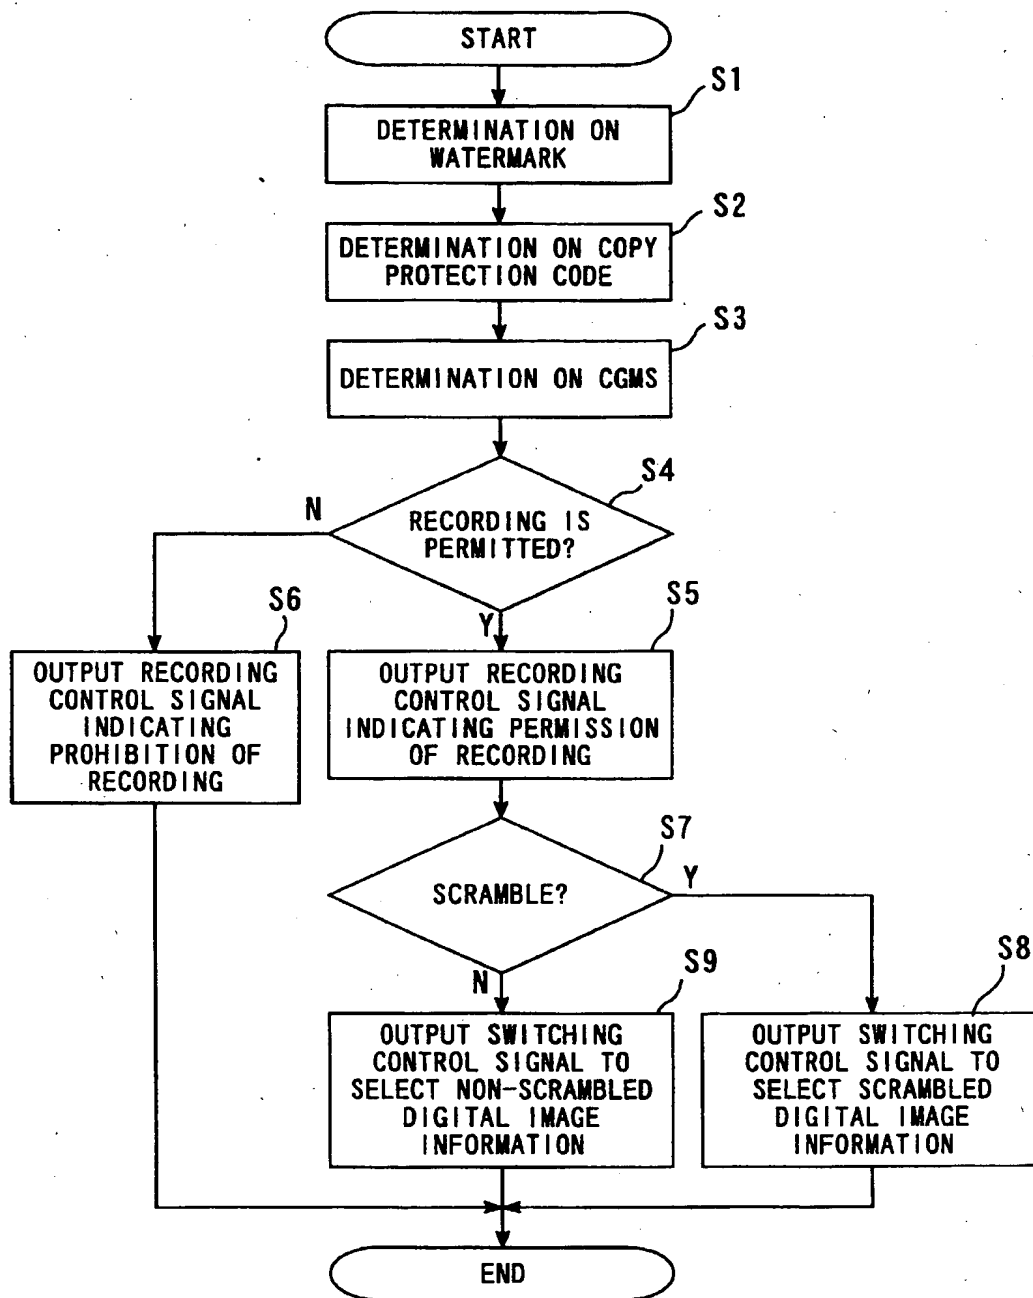 START
S1
DETERMINATION ON
WATERMARK
S2
DETERMINATION ON COPY
PROTECTION CODE
S3
DETERMINATION ON CGMS
S4
N
RECORDING IS
PERMITTED?
Y
S6
OUTPUT RECORDING
CONTROL SIGNAL
INDICATING
PROHIBITION OF
RECORDING
S5
OUTPUT RECORDING
CONTROL SIGNAL
INDICATING PERMISSION
OF RECORDING
S7
SCRAMBLE?
Y
N
S9
OUTPUT SWITCHING
CONTROL SIGNAL TO
SELECT NON-SCRAMBLED
DIGITAL IMAGE
INFORMATION
S8
OUTPUT SWITCHING
CONTROL SIGNAL TO
SELECT SCRAMBLED
DIGITAL IMAGE
INFORMATION
END